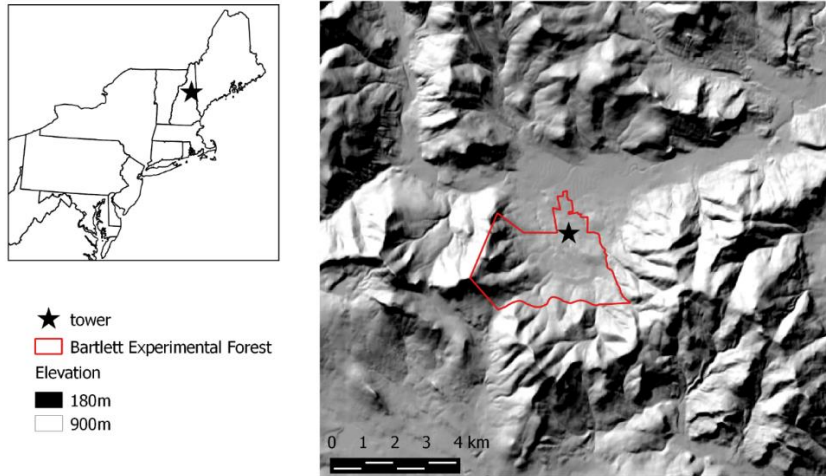 tower
Bartlett Experimental Forest
Elevation
180m
900m
0 1 2 3 4 km